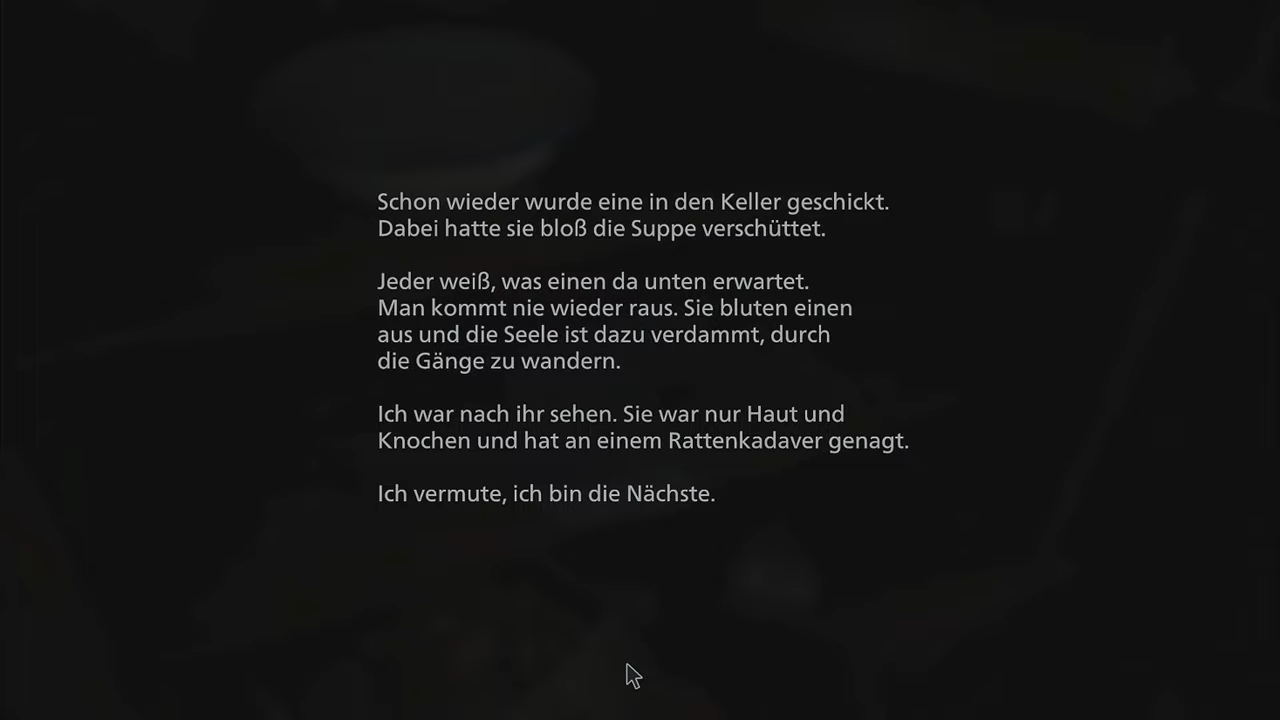 Schon wieder wurde eine in den Keller geschickt.
Dabei hatte sie bloß die Suppe verschüttet.
Jeder weiß, was einen da unten erwartet.
Man kommt nie wieder raus. Sie bluten einen
aus und die Seele ist dazu verdammt, durch
die Gänge zu wandern.
Ich war nach ihr sehen. Sie war nur Haut und
Knochen und hat an einem Rattenkadaver genagt.
Ich vermute, ich bin die Nächste.